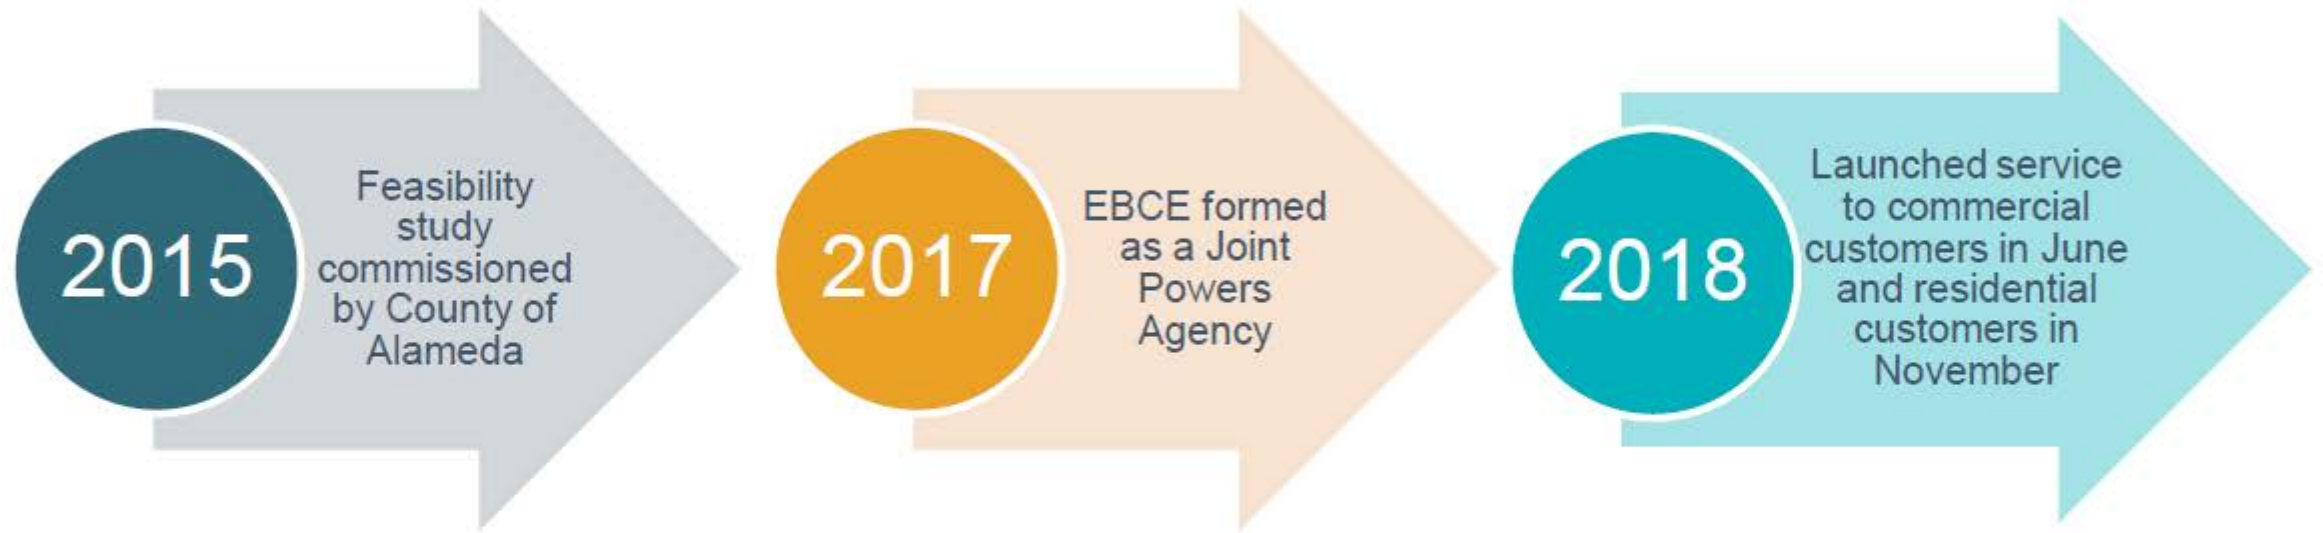 2015
Feasibility
study
commissioned
by County of
Alameda
2017
EBCE formed
as a Joint
Powers
Agency
2018
Launched service
to commercial
customers in June
and residential
customers in
November